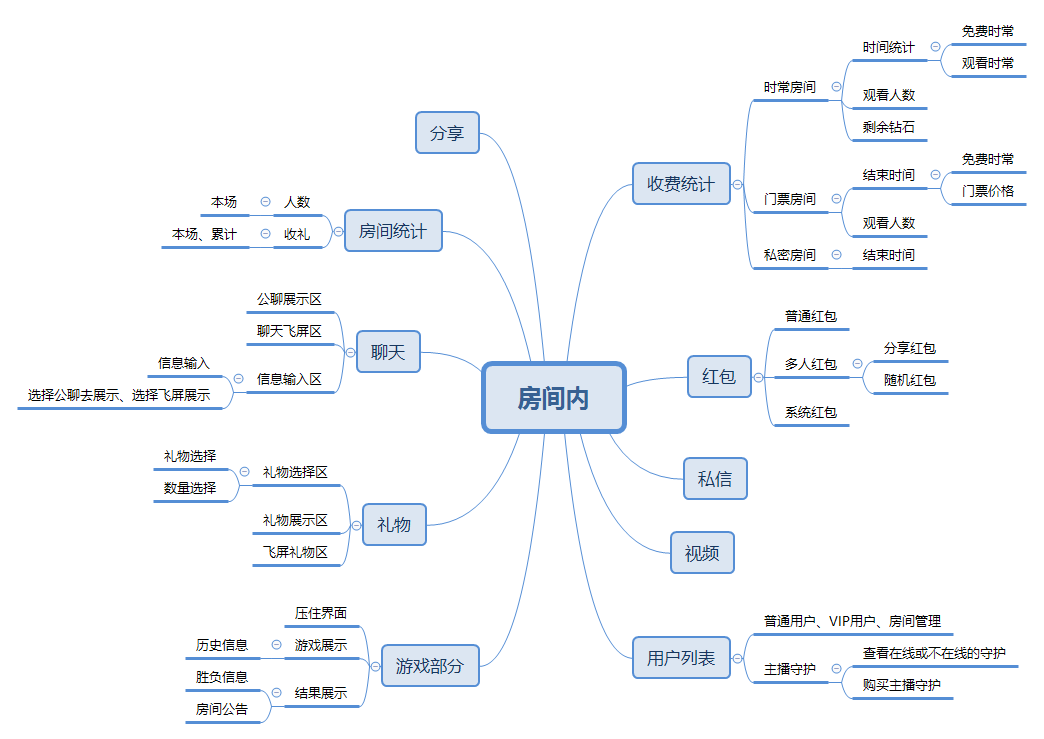 房间内
收费统计
时常房间
时间统计
免费时常
观看时常
观看人数
剩余钻石
门票房间
结束时间
免费时常
门票价格
观看人数
私密房间
结束时间
红包
普通红包
多人红包
分享红包
随机红包
系统红包
私信
视频
用户列表
普通用户、VIP用户、房间管理
主播守护
查看在线或不在线的守护
购买主播守护
分享
房间统计
人数
本场
收礼
本场、累计
聊天
公聊展示区
聊天飞屏区
信息输入区
信息输入
选择公聊去展示、选择飞屏展示
礼物
礼物选择区
礼物选择
数量选择
礼物展示区
飞屏礼物区
游戏部分
压住界面
游戏展示
历史信息
结果展示
胜负信息
房间公告